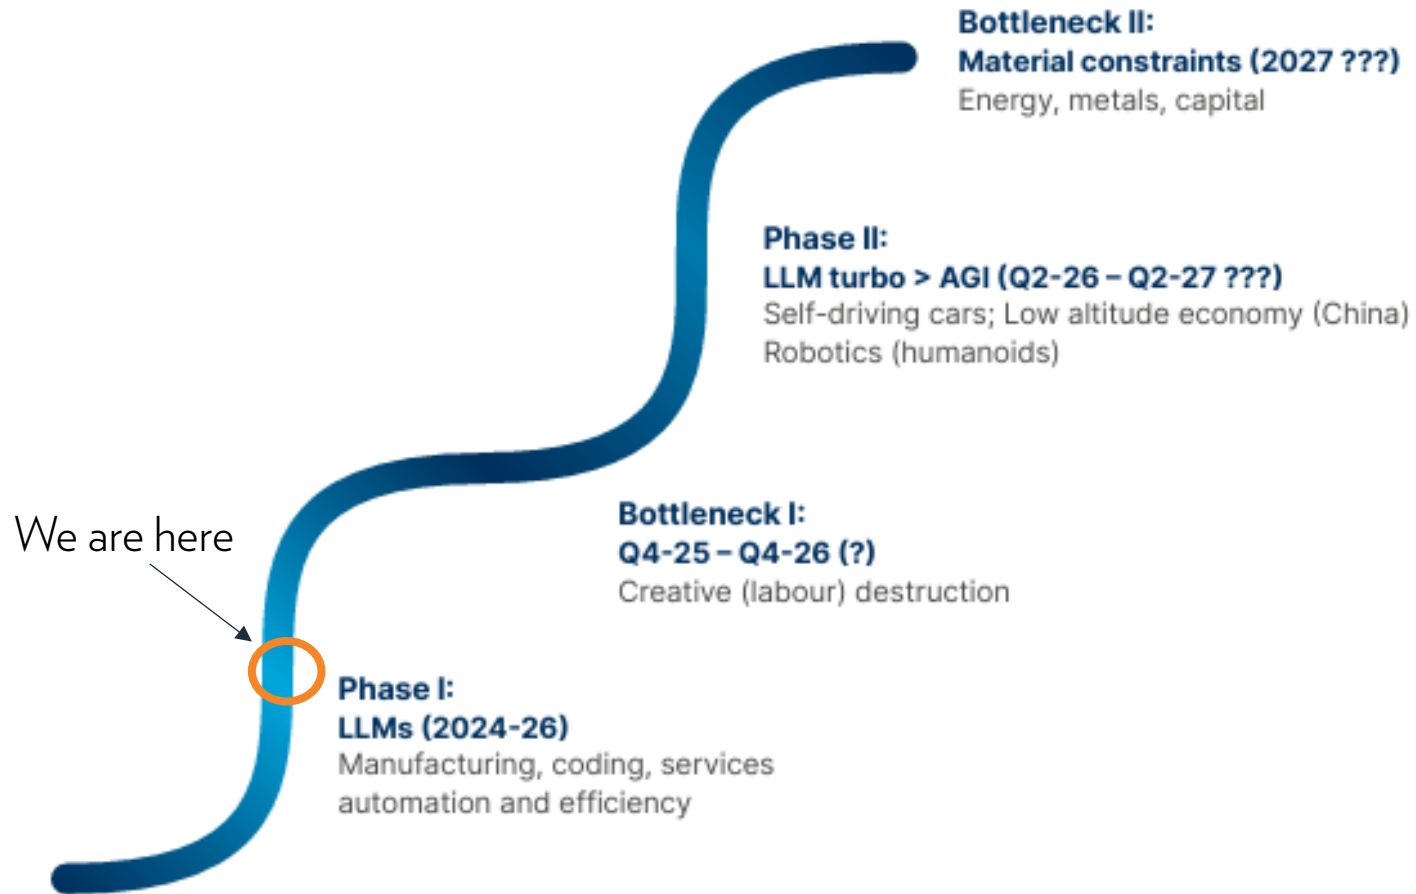 Bottleneck II:
Material constraints (2027 ???)
Energy, metals, capital
Phase II:
LLM turbo > AGI (Q2-26 – Q2-27 ???)
Self-driving cars; Low altitude economy (China)
Robotics (humanoids)
Bottleneck I:
Q4-25 – Q4-26 (?)
Creative (labour) destruction
We are here
Phase I:
LLMs (2024-26)
Manufacturing, coding, services
automation and efficiency